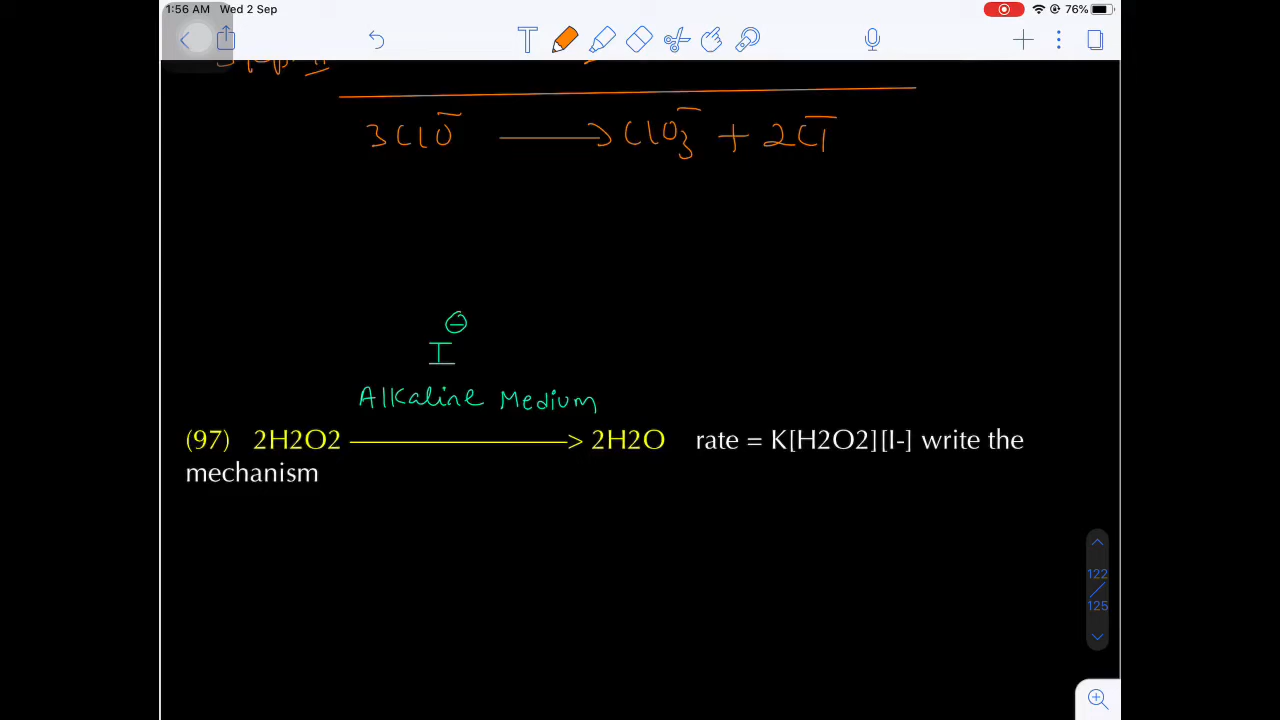 1:56 AM Wed 2 Sep
76%
3ClO⁻ ⟶ ClO₃⁻ + 2Cl⁻
I⊖
Alkaline Medium
(97) 2H2O2 ⟶ 2H2O rate = K[H2O2][I-] write the
mechanism
122
/
125